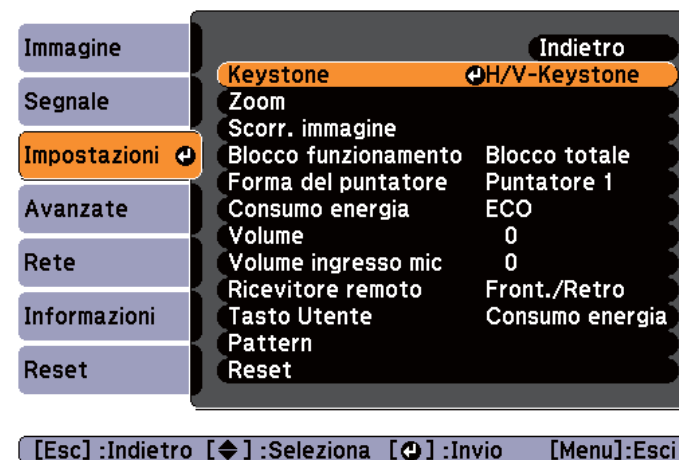 Immagine
Segnale
Impostazioni
Avanzate
Rete
Informazioni
Reset
Indietro
Keystone H/V-Keystone
Zoom
Scorr. immagine
Blocco funzionamento Blocco totale
Forma del puntatore Puntatore 1
Consumo energia ECO
Volume 0
Volume ingresso mic 0
Ricevitore remoto Front./Retro
Tasto Utente Consumo energia
Pattern
Reset
[Esc] :Indietro [◆] :Seleziona [↵] :Invio [Menu]:Esci